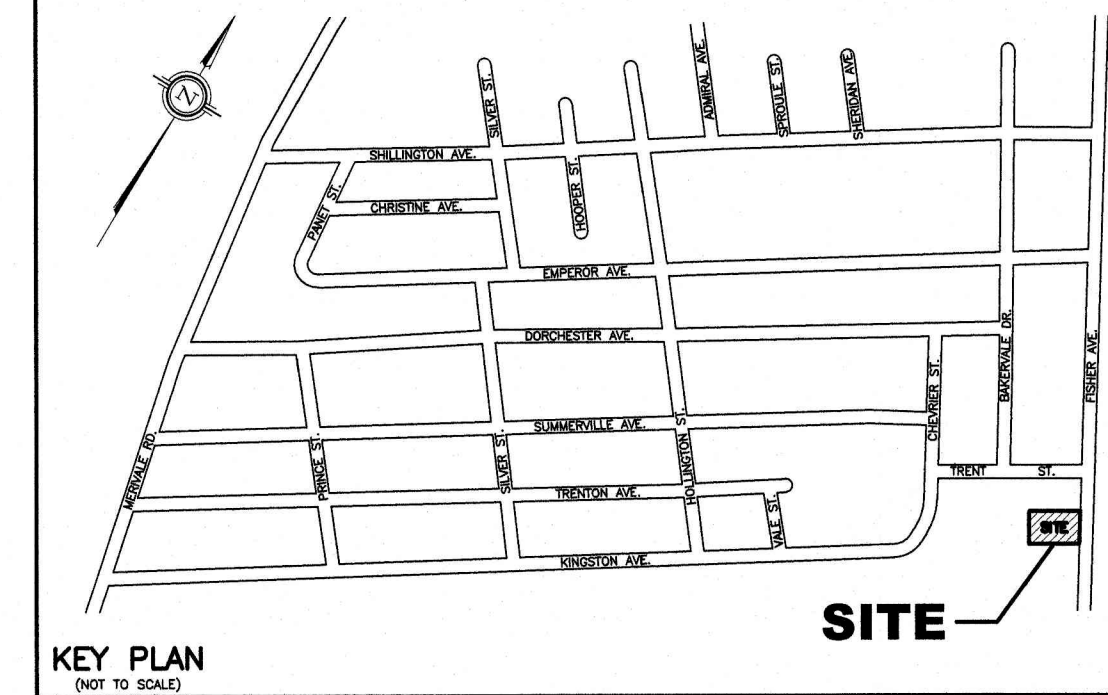 N
SILVER ST.
ADMIRAL AVE.
SPROULE ST.
SHERIDAN AVE.
SHILLINGTON AVE.
HOOPER ST.
PANET ST.
CHRISTINE AVE.
EMPEROR AVE.
DORCHESTER AVE.
BAKERVALE DR.
FISHER AVE.
CHEVRIER ST.
SUMMERVILLE AVE.
MERIVALE RD.
PRINCE ST.
SILVER ST.
HOLLINGTON ST.
TRENT ST.
TRENTON AVE.
VALE ST.
SITE
KINGSTON AVE.
SITE
KEY PLAN
(NOT TO SCALE)